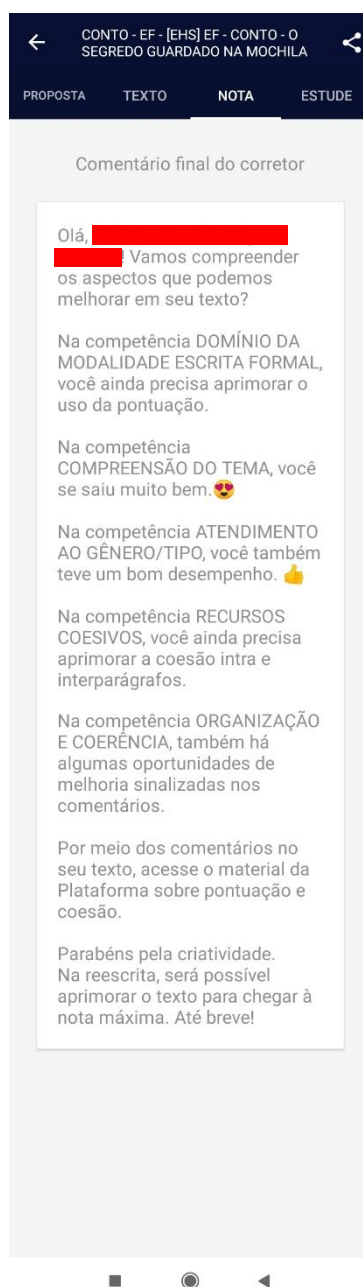 CONTO - EF - [EHS] EF - CONTO - O
SEGREDO GUARDADO NA MOCHILA
PROPOSTA TEXTO NOTA ESTUDE
Comentário final do corretor
Olá,
! Vamos compreender
os aspectos que podemos
melhorar em seu texto?
Na competência DOMÍNIO DA
MODALIDADE ESCRITA FORMAL,
você ainda precisa aprimorar o
uso da pontuação.
Na competência
COMPREENSÃO DO TEMA, você
se saiu muito bem.😍
Na competência ATENDIMENTO
AO GÊNERO/TIPO, você também
teve um bom desempenho. 👍
Na competência RECURSOS
COESIVOS, você ainda precisa
aprimorar a coesão intra e
interparágrafos.
Na competência ORGANIZAÇÃO
E COERÊNCIA, também há
algumas oportunidades de
melhoria sinalizadas nos
comentários.
Por meio dos comentários no
seu texto, acesse o material da
Plataforma sobre pontuação e
coesão.
Parabéns pela criatividade.
Na reescrita, será possível
aprimorar o texto para chegar à
nota máxima. Até breve!